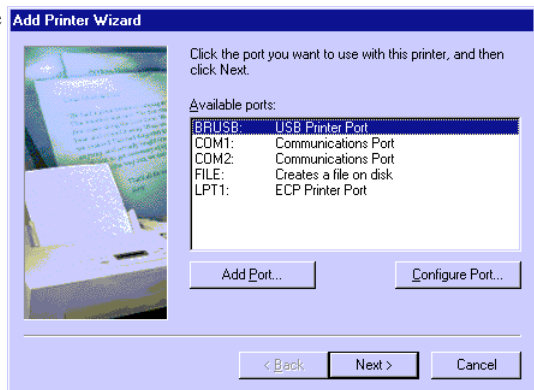 Add Printer Wizard
Click the port you want to use with this printer, and then
click Next.
Available ports:
BRUSB: USB Printer Port
COM1: Communications Port
COM2: Communications Port
FILE: Creates a file on disk
LPT1: ECP Printer Port
Add Port...
Configure Port...
< Back
Next >
Cancel